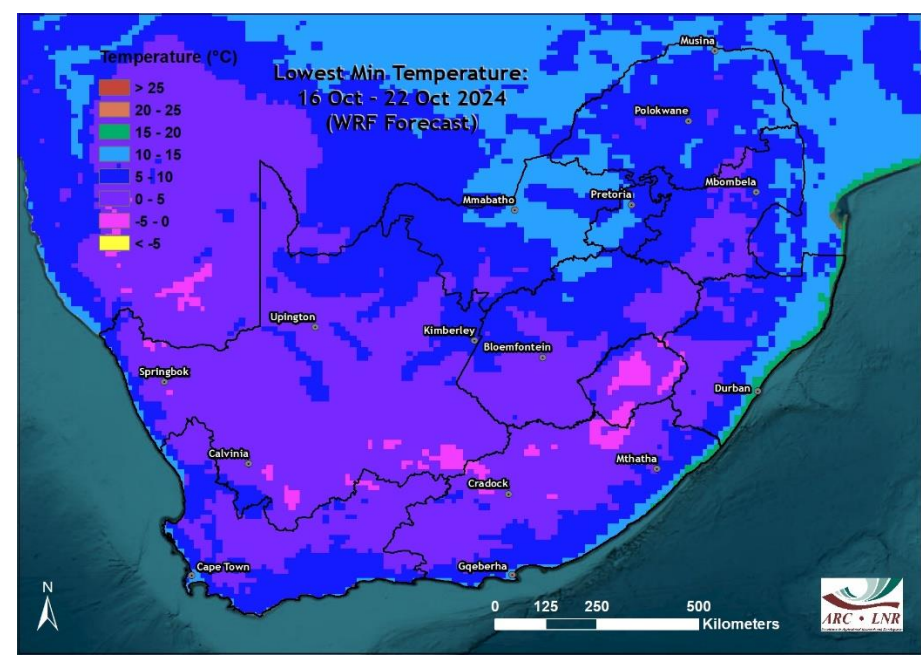 Temperature (°C)
> 25
20 - 25
15 - 20
10 - 15
5 - 10
0 - 5
-5 - 0
< -5
Lowest Min Temperature:
16 Oct - 22 Oct 2024
(WRF Forecast)
Musina
Polokwane
Mbombela
Pretoria
Mmabatho
Upington
Kimberley
Bloemfontein
Springbok
Durban
Calvinia
Mthatha
Cradock
Cape Town
Gqeberha
N
0 125 250 500
Kilometers
ARC • LNR